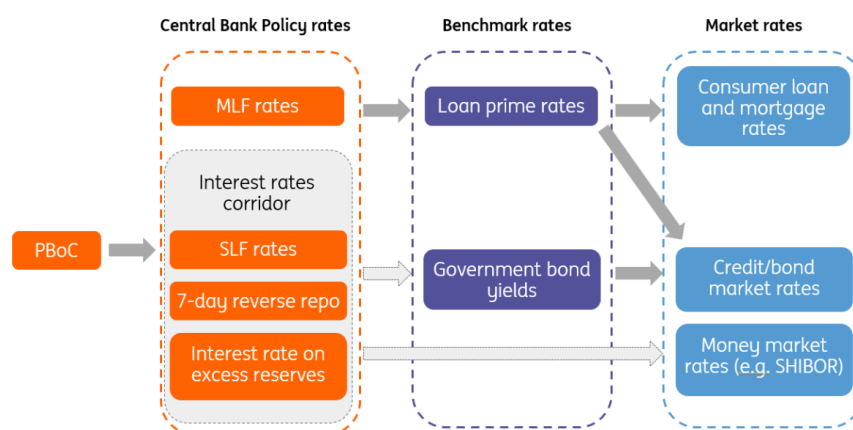 Central Bank Policy rates
Benchmark rates
Market rates
MLF rates
Loan prime rates
Consumer loan
and mortgage
rates
Interest rates
corridor
PBoC
SLF rates
Government bond
yields
Credit/bond
market rates
7-day reverse repo
Interest rate on
excess reserves
Money market
rates (e.g. SHIBOR)